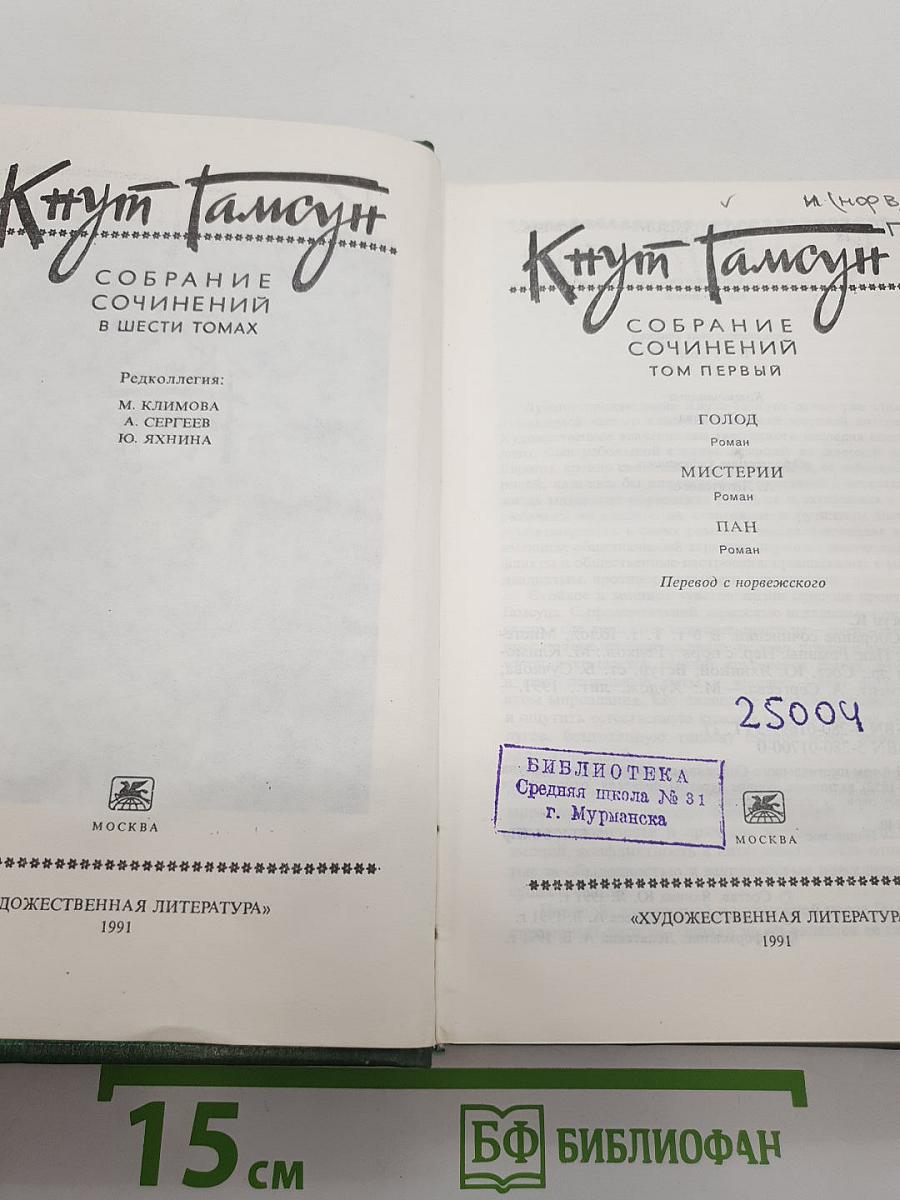 Кнут Гамсун
СОБРАНИЕ
СОЧИНЕНИЙ
В ШЕСТИ ТОМАХ
Редколлегия:
М. КЛИМОВА
А. СЕРГЕЕВ
Ю. ЯХНИНА
МОСКВА
ДОЖЕСТВЕННАЯ ЛИТЕРАТУРА»
1991
и (норв
Г
Кнут Гамсун
СОБРАНИЕ
СОЧИНЕНИЙ
ТОМ ПЕРВЫЙ
ГОЛОД
Роман
МИСТЕРИИ
Роман
ПАН
Роман
Перевод с норвежского
25004
БИБЛИОТЕКА
Средняя школа № 31
г. Мурманска
МОСКВА
«ХУДОЖЕСТВЕННАЯ ЛИТЕРАТУР
1991
15 см
БФ БИБЛИОФАН